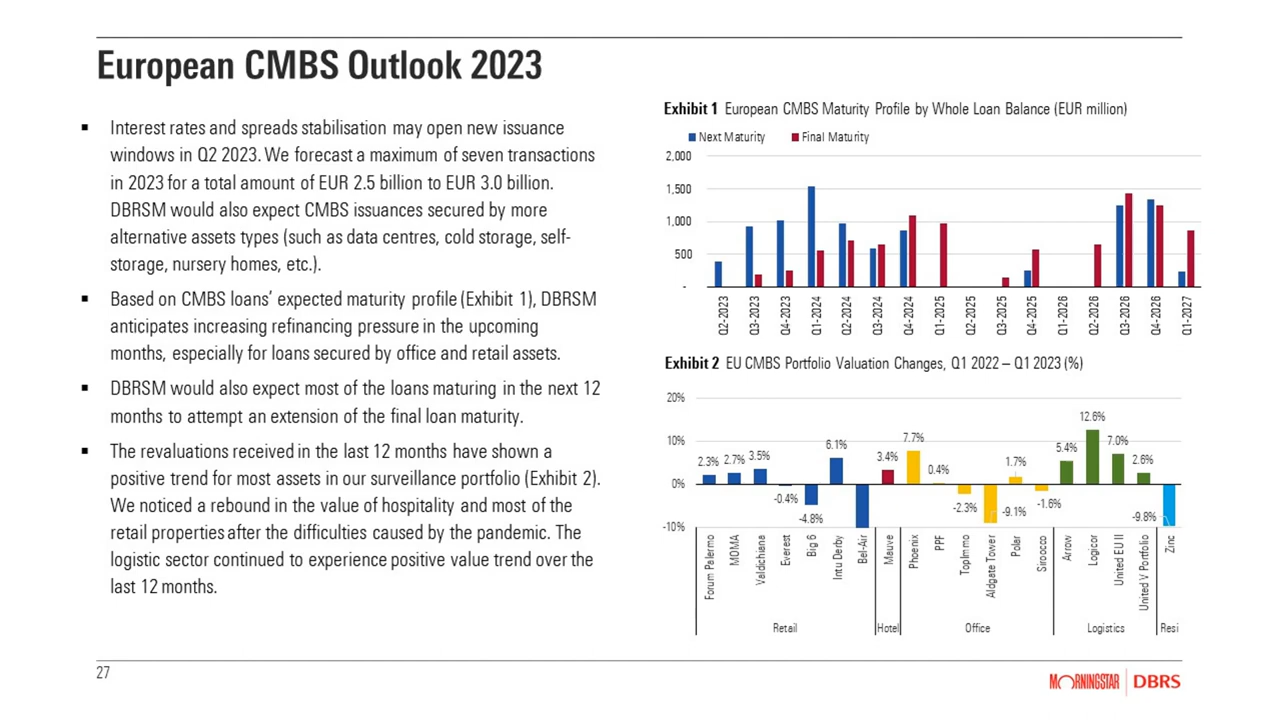 European CMBS Outlook 2023
▪ Interest rates and spreads stabilisation may open new issuance
windows in Q2 2023. We forecast a maximum of seven transactions
in 2023 for a total amount of EUR 2.5 billion to EUR 3.0 billion.
DBRSM would also expect CMBS issuances secured by more
alternative assets types (such as data centres, cold storage, self-
storage, nursery homes, etc.).
▪ Based on CMBS loans’ expected maturity profile (Exhibit 1), DBRSM
anticipates increasing refinancing pressure in the upcoming
months, especially for loans secured by office and retail assets.
▪ DBRSM would also expect most of the loans maturing in the next 12
months to attempt an extension of the final loan maturity.
▪ The revaluations received in the last 12 months have shown a
positive trend for most assets in our surveillance portfolio (Exhibit 2).
We noticed a rebound in the value of hospitality and most of the
retail properties after the difficulties caused by the pandemic. The
logistic sector continued to experience positive value trend over the
last 12 months.
Exhibit 1 European CMBS Maturity Profile by Whole Loan Balance (EUR million)
Next Maturity Final Maturity
2,000
1,500
1,000
500
-
Q2-2023
Q3-2023
Q4-2023
Q1-2024
Q2-2024
Q3-2024
Q4-2024
Q1-2025
Q2-2025
Q3-2025
Q4-2025
Q1-2026
Q2-2026
Q3-2026
Q4-2026
Q1-2027
Exhibit 2 EU CMBS Portfolio Valuation Changes, Q1 2022 – Q1 2023 (%)
20%
10%
0%
-10%
2.3%
2.7%
3.5%
-0.4%
-4.8%
6.1%
3.4%
7.7%
0.4%
-2.3%
-9.1%
1.7%
-1.6%
5.4%
12.6%
7.0%
2.6%
-9.8%
Forum Palermo
MOMA
Valdichiana
Everest
Big 6
Intu Derby
Bel-Air
Mauve
Phoenix
PPF
TopImmo
Aldgate Tower
Polar
Sirocco
Arrow
Logicor
United EU II
United V Portfolio
Zinc
Retail
Hotel
Office
Logistics
Resi
27
MORNINGSTAR DBRS